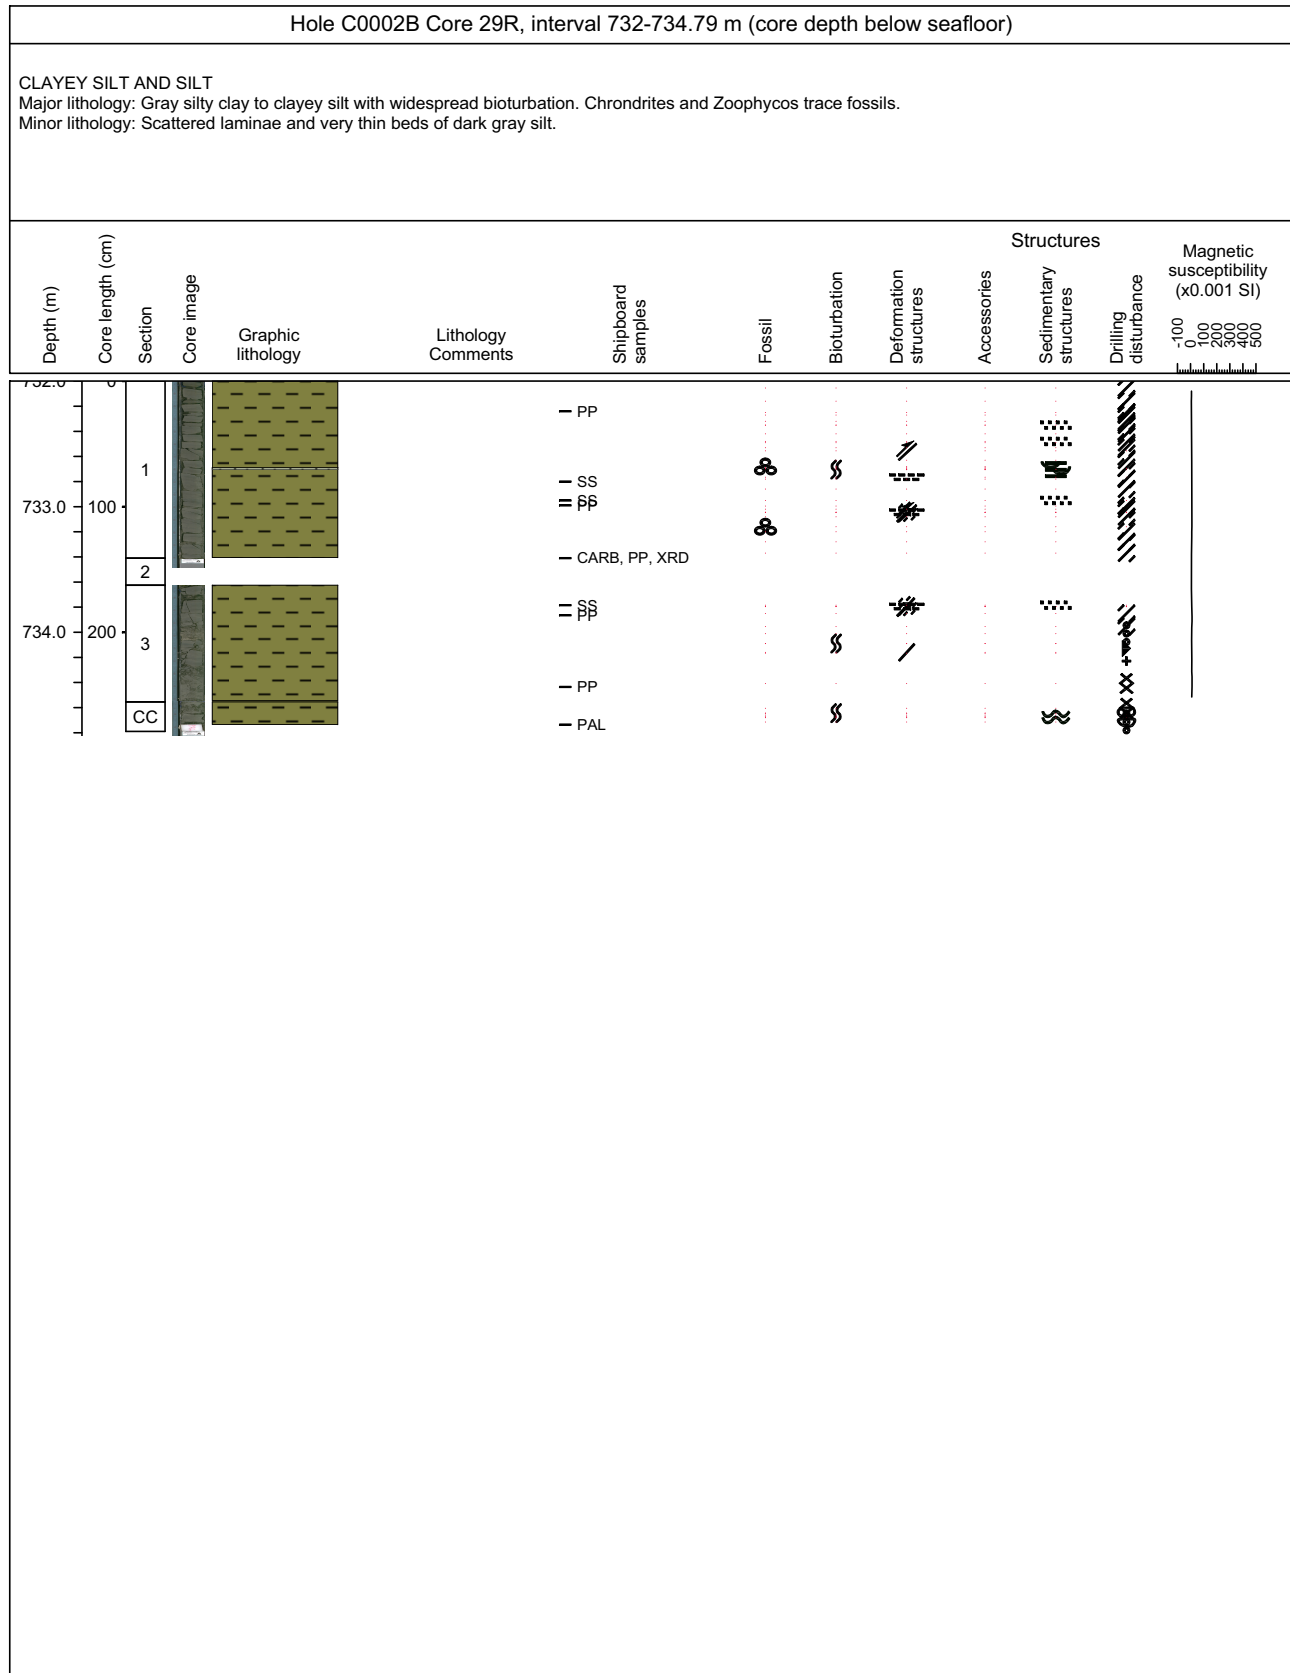 Hole C0002B Core 29R, interval 732-734.79 m (core depth below seafloor)
CLAYEY SILT AND SILT
Major lithology: Gray silty clay to clayey silt with widespread bioturbation. Chrondrites and Zoophycos trace fossils.
Minor lithology: Scattered laminae and very thin beds of dark gray silt.
Depth (m)
Core length (cm)
Section
Core image
Graphic
lithology
Lithology
Comments
Shipboard
samples
Fossil
Bioturbation
Deformation
structures
Accessories
Structures
Sedimentary
structures
Drilling
disturbance
Magnetic
susceptibility
(x0.001 SI)
-100
0
100
200
300
400
500
732.0
0
PP
1
SS
733.0
100
SS
PP
CARB, PP, XRD
2
SS
PP
734.0
200
3
PP
CC
PAL